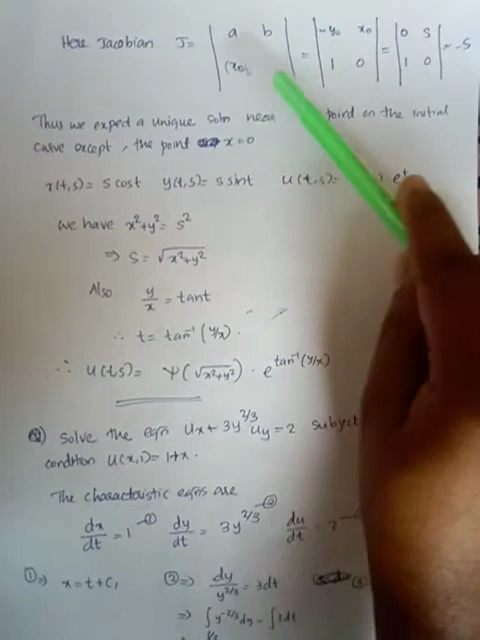 Here Jacobian J = | a b (x0)s | = | -y0 x0 1 0 | = | 0 s 1 0 | = -s
Thus we expect a unique soln near point on the initial
curve except, the point x=0
x(t,s) = s cost y(t,s) = s sint u(t,s) = et
we have x²+y² = s²
⇒ s = √x²+y²
Also y/x = tant
∴ t = tan⁻¹(y/x).
∴ u(t,s) = ψ(√x²+y²) . e^tan⁻¹(y/x)
Q) Solve the eqn ux + 3y^2/3 uy = 2 subject
condition u(x,1) = 1+x.
The characteristic eqns are
dx/dt = 1 —① dy/dt = 3y^2/3 —② du/dt = 2 —
①⇒ x = t + c1 ②⇒ dy/y^2/3 = 3dt
⇒ ∫y^-2/3 dy = ∫3dt